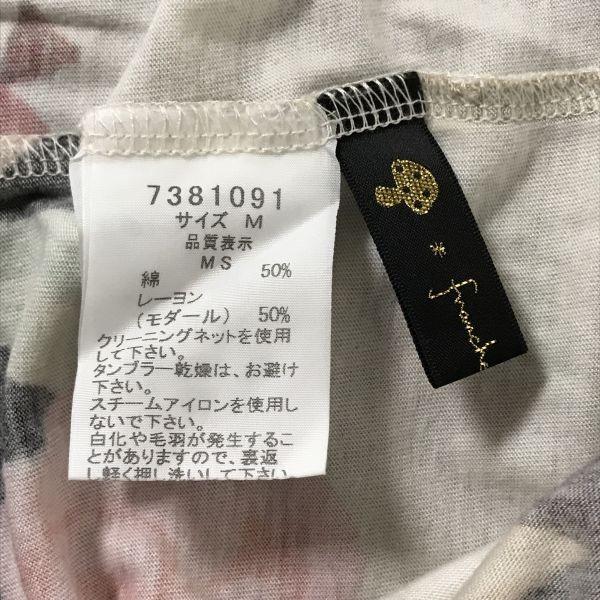 7381091
サイズ M
品質表示
MS
綿 50%
レーヨン
(モダール) 50%
クリーニングネットを使用
して下さい。
タンブラー乾燥は、お避け
下さい。
スチームアイロンを使用し
ないで下さい。
白化や毛羽が発生するこ
とがありますので、裏返
し軽く押し洗いして下さい